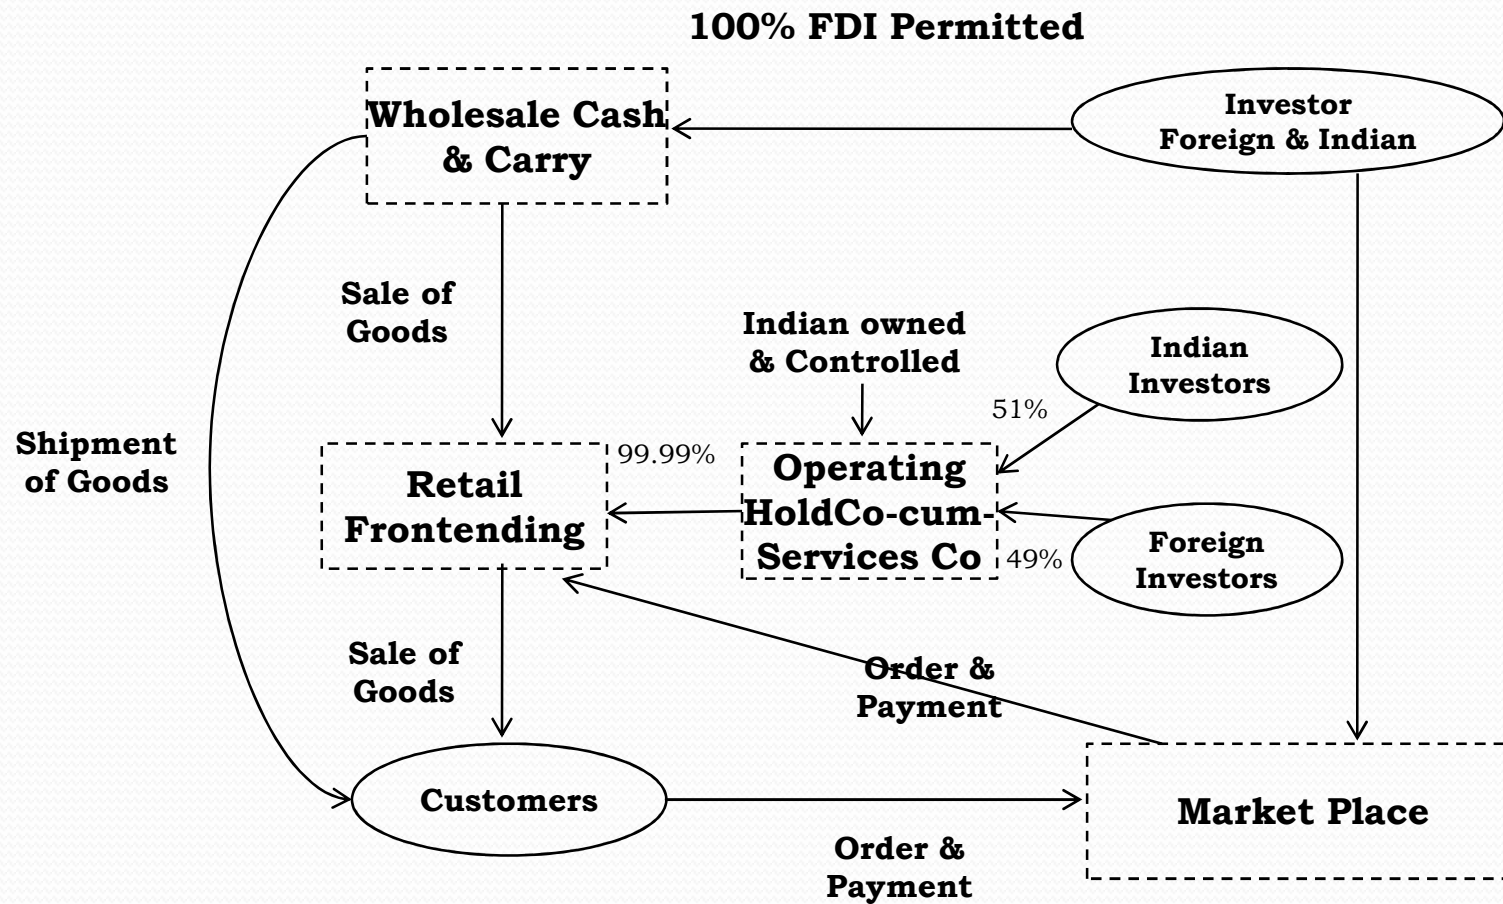 100% FDI Permitted
Wholesale Cash
& Carry
Investor
Foreign & Indian
Sale of
Goods
Indian owned
& Controlled
Indian
Investors
51%
Shipment
of Goods
Retail
Frontending
99.99%
Operating
HoldCo-cum-
Services Co
49%
Foreign
Investors
Sale of
Goods
Order &
Payment
Customers
Market Place
Order &
Payment